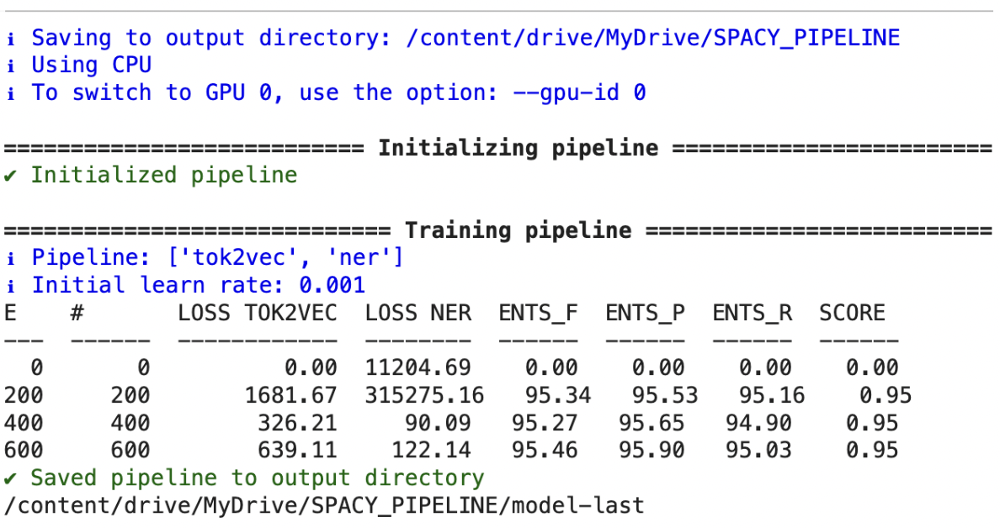 ℹ Saving to output directory: /content/drive/MyDrive/SPACY_PIPELINE
ℹ Using CPU
ℹ To switch to GPU 0, use the option: --gpu-id 0
=========================== Initializing pipeline ========================
✔ Initialized pipeline
============================= Training pipeline ==========================
ℹ Pipeline: ['tok2vec', 'ner']
ℹ Initial learn rate: 0.001
E    #       LOSS TOK2VEC  LOSS NER  ENTS_F  ENTS_P  ENTS_R  SCORE
---  ------  ------------  --------  ------  ------  ------  ------
  0       0          0.00  11204.69    0.00    0.00    0.00    0.00
200     200       1681.67  315275.16   95.34   95.53   95.16    0.95
400     400        326.21     90.09   95.27   95.65   94.90    0.95
600     600        639.11    122.14   95.46   95.90   95.03    0.95
✔ Saved pipeline to output directory
/content/drive/MyDrive/SPACY_PIPELINE/model-last